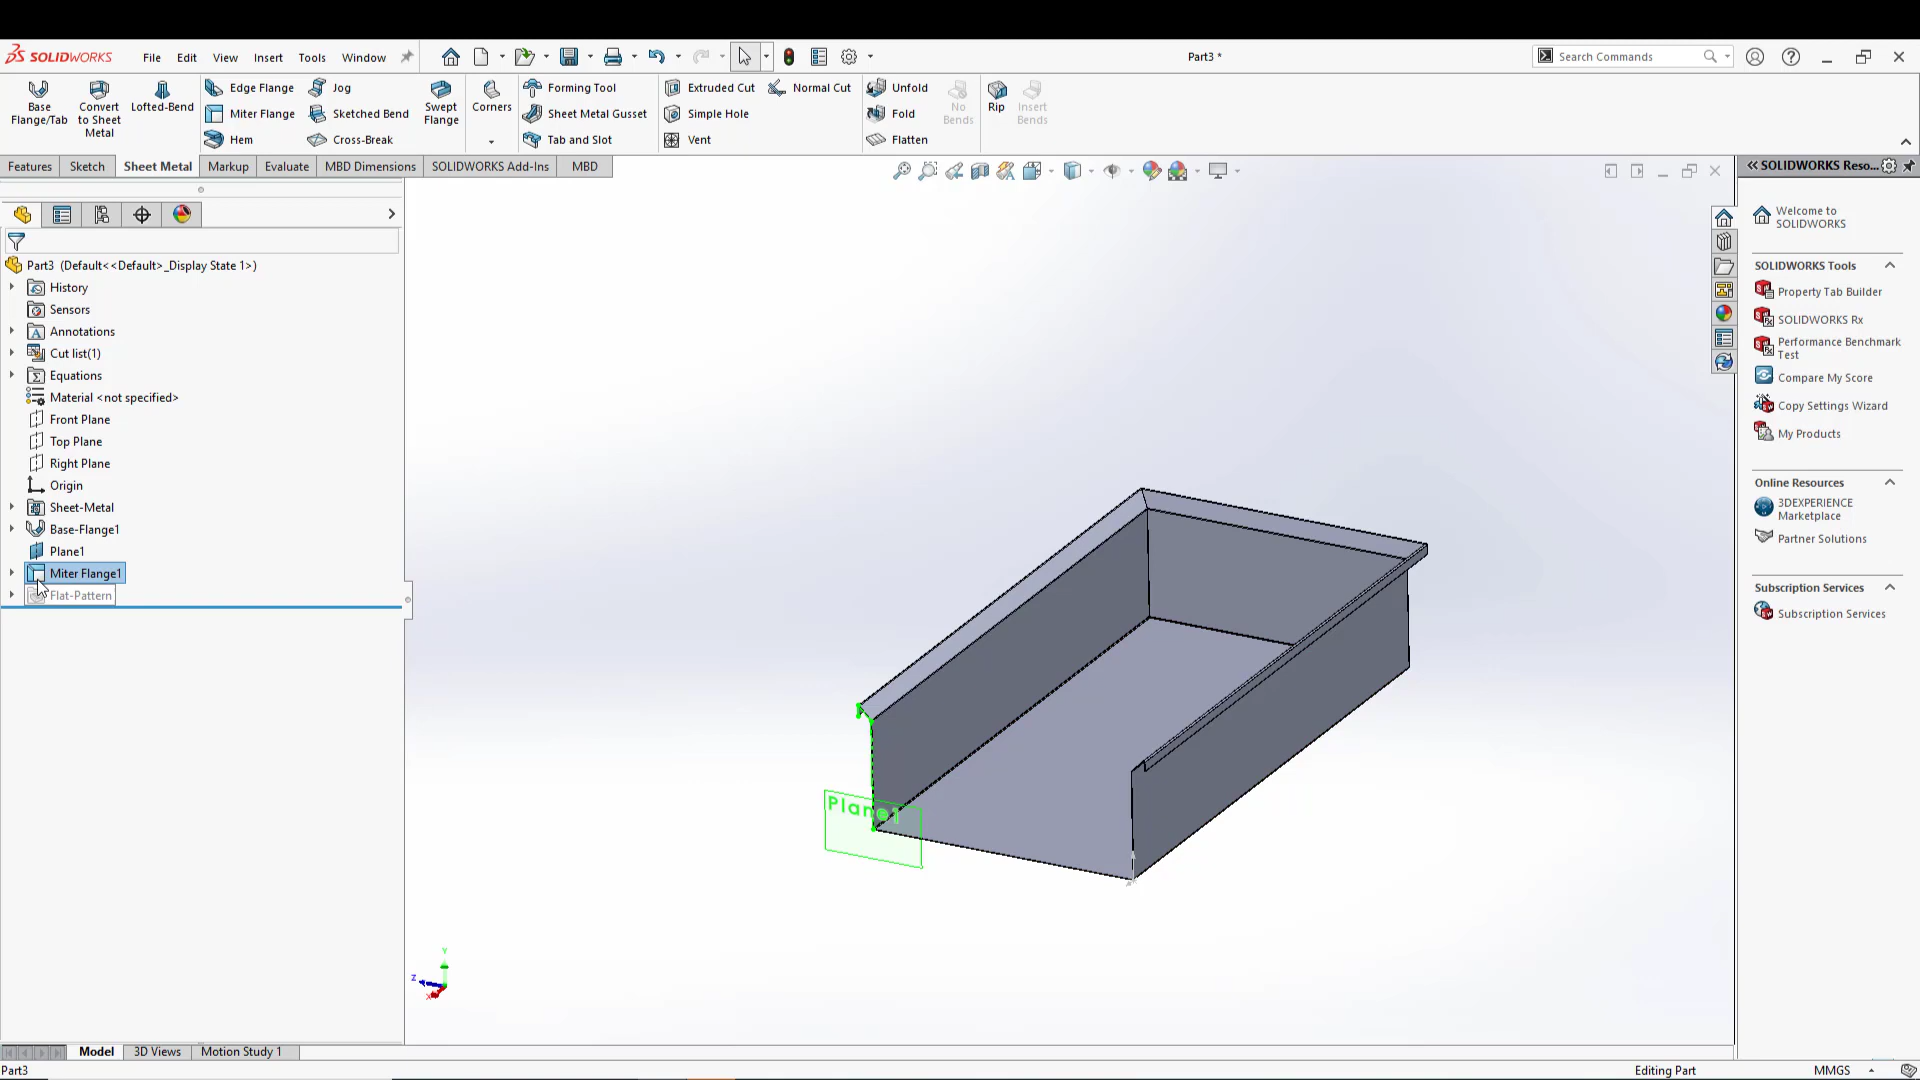 SOLIDWORKS File Edit View Insert Tools Window Part3 * Search Commands
Base Flange/Tab
Convert to Sheet Metal
Lofted-Bend
Edge Flange
Miter Flange
Hem
Jog
Sketched Bend
Cross-Break
Swept Flange
Corners
Forming Tool
Sheet Metal Gusset
Tab and Slot
Extruded Cut
Simple Hole
Vent
Normal Cut
Unfold
Fold
Flatten
No Bends
Rip
Insert Bends
Features Sketch Sheet Metal Markup Evaluate MBD Dimensions SOLIDWORKS Add-Ins MBD
Part3 (Default<<Default>_Display State 1>)
History
Sensors
Annotations
Cut list(1)
Equations
Material <not specified>
Front Plane
Top Plane
Right Plane
Origin
Sheet-Metal
Base-Flange1
Plane1
Miter Flange1
Flat-Pattern
Plane1
Y
Z
X
SOLIDWORKS Reso...
Welcome to
SOLIDWORKS
SOLIDWORKS Tools
Property Tab Builder
SOLIDWORKS Rx
Performance Benchmark
Test
Compare My Score
Copy Settings Wizard
My Products
Online Resources
3DEXPERIENCE
Marketplace
Partner Solutions
Subscription Services
Subscription Services
Model 3D Views Motion Study 1
Part3 Editing Part MMGS